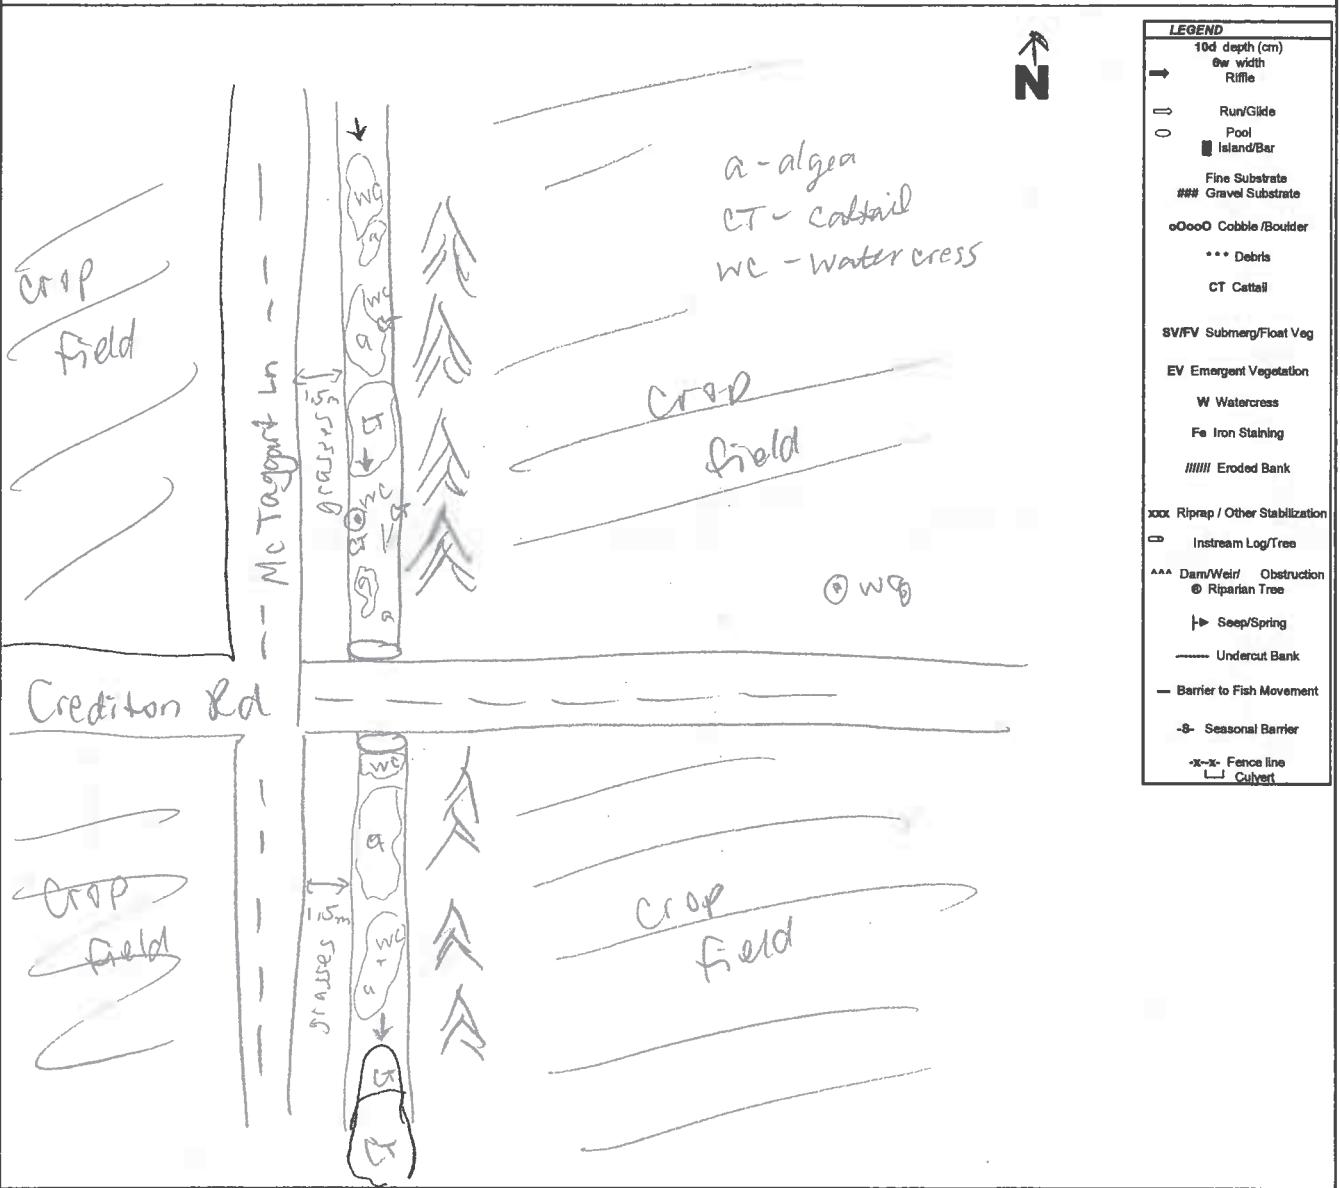 N
LEGEND
10d depth (cm)
6w width
Riffle
Run/Glide
Pool
Island/Bar
Fine Substrate
### Gravel Substrate
oOooO Cobble /Boulder
*** Debris
CT Cattail
SV/FV Submerg/Float Veg
EV Emergent Vegetation
W Watercress
Fe Iron Staining
/////// Eroded Bank
xxx Riprap / Other Stabilization
Instream Log/Tree
^^^ Dam/Weir/ Obstruction
Riparian Tree
Seep/Spring
Undercut Bank
Barrier to Fish Movement
-S- Seasonal Barrier
-x-x- Fence line
Culvert
a - algea
CT - Cattail
WC - Watercress
WC
a
WC
&
a
crop
field
McTaggart Ln
grasses
CT
WC
&
a
a
crop
field
WQ
Crediton Rd
WC
a
crop
field
grasses
WC
+
a
crop
field
CT
CT